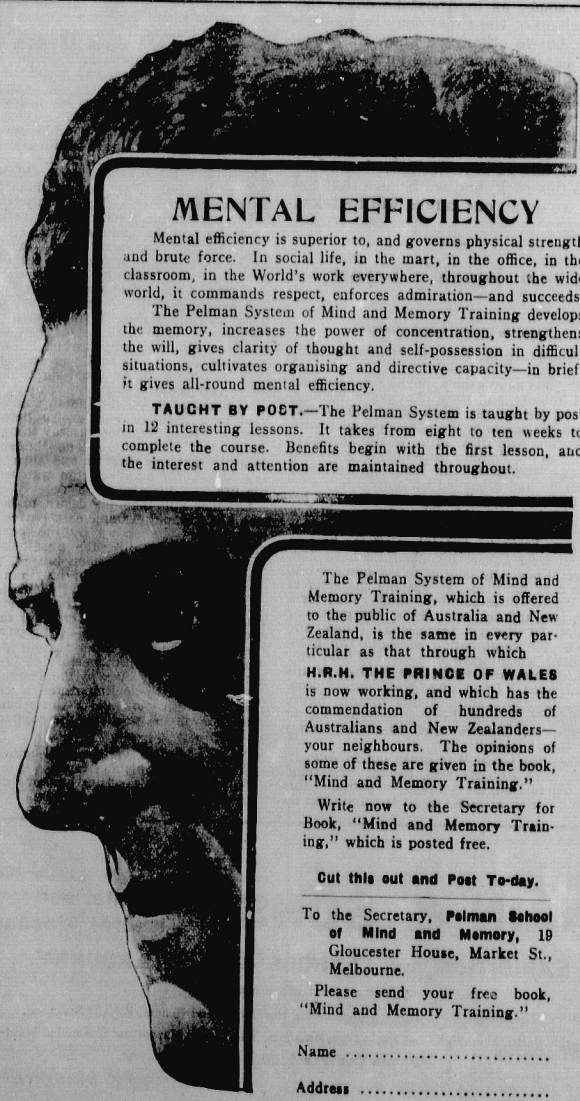 MENTAL EFFICIENCY
Mental efficiency is superior to, and governs physical strength
and brute force. In social life, in the mart, in the office, in the
classroom, in the World's work everywhere, throughout the wide
world, it commands respect, enforces admiration—and succeeds
The Pelman System of Mind and Memory Training develops
the memory, increases the power of concentration, strengthens
the will, gives clarity of thought and self-possession in difficult
situations, cultivates organising and directive capacity—in brief
it gives all-round mental efficiency.
TAUGHT BY POST.—The Pelman System is taught by post
in 12 interesting lessons. It takes from eight to ten weeks to
complete the course. Benefits begin with the first lesson, and
the interest and attention are maintained throughout.
The Pelman System of Mind and
Memory Training, which is offered
to the public of Australia and New
Zealand, is the same in every par-
ticular as that through which
H.R.H. THE PRINCE OF WALES
is now working, and which has the
commendation of hundreds of
Australians and New Zealanders—
your neighbours. The opinions of
some of these are given in the book,
"Mind and Memory Training."
Write now to the Secretary for
Book, "Mind and Memory Train-
ing," which is posted free.
Cut this out and Post To-day.
To the Secretary, Pelman School
of Mind and Memory, 19
Gloucester House, Market St.,
Melbourne.
Please send your free book,
"Mind and Memory Training."
Name ............................
Address ..........................